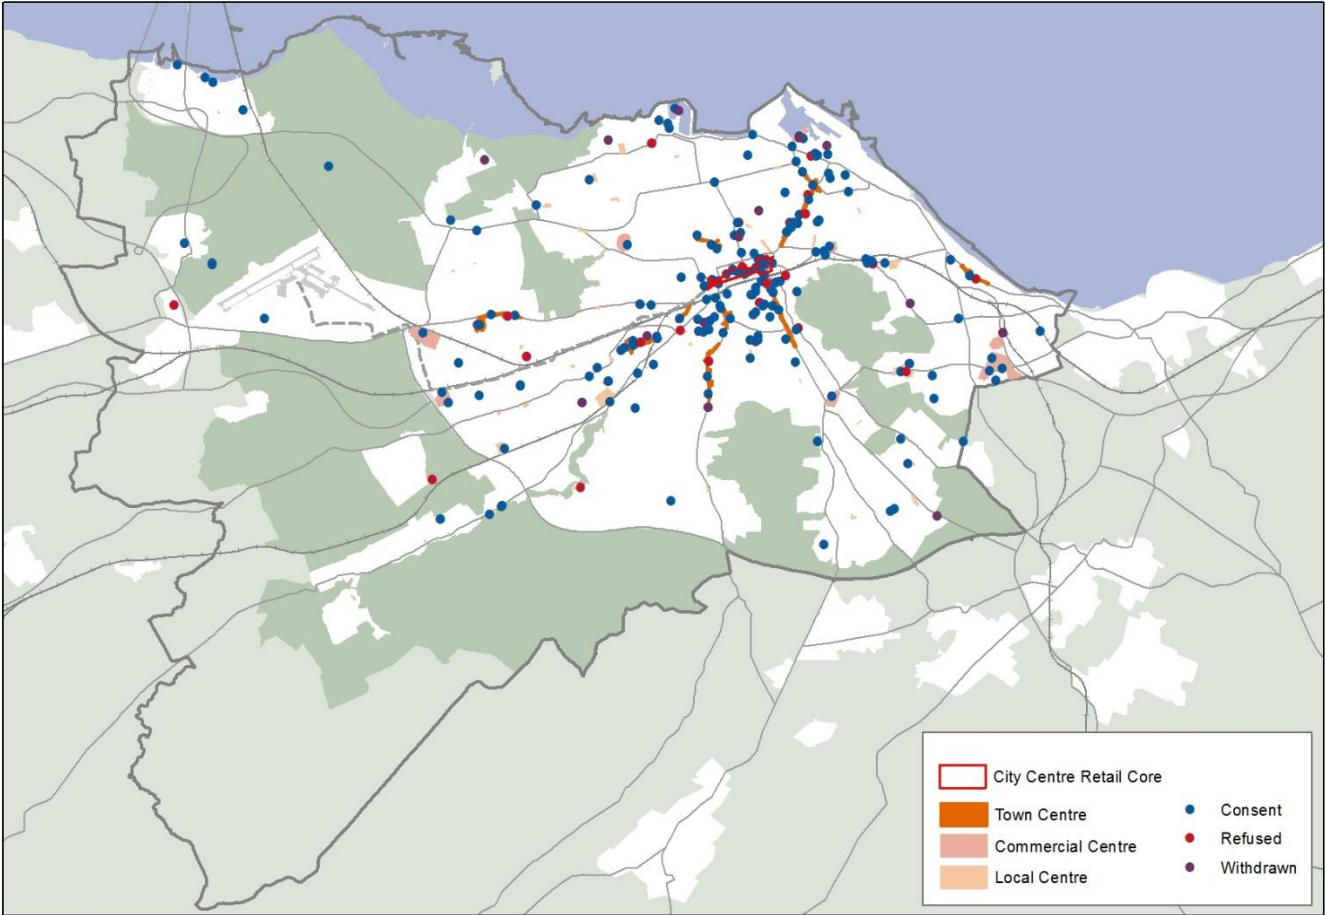 City Centre Retail Core
Town Centre
Commercial Centre
Local Centre
Consent
Refused
Withdrawn